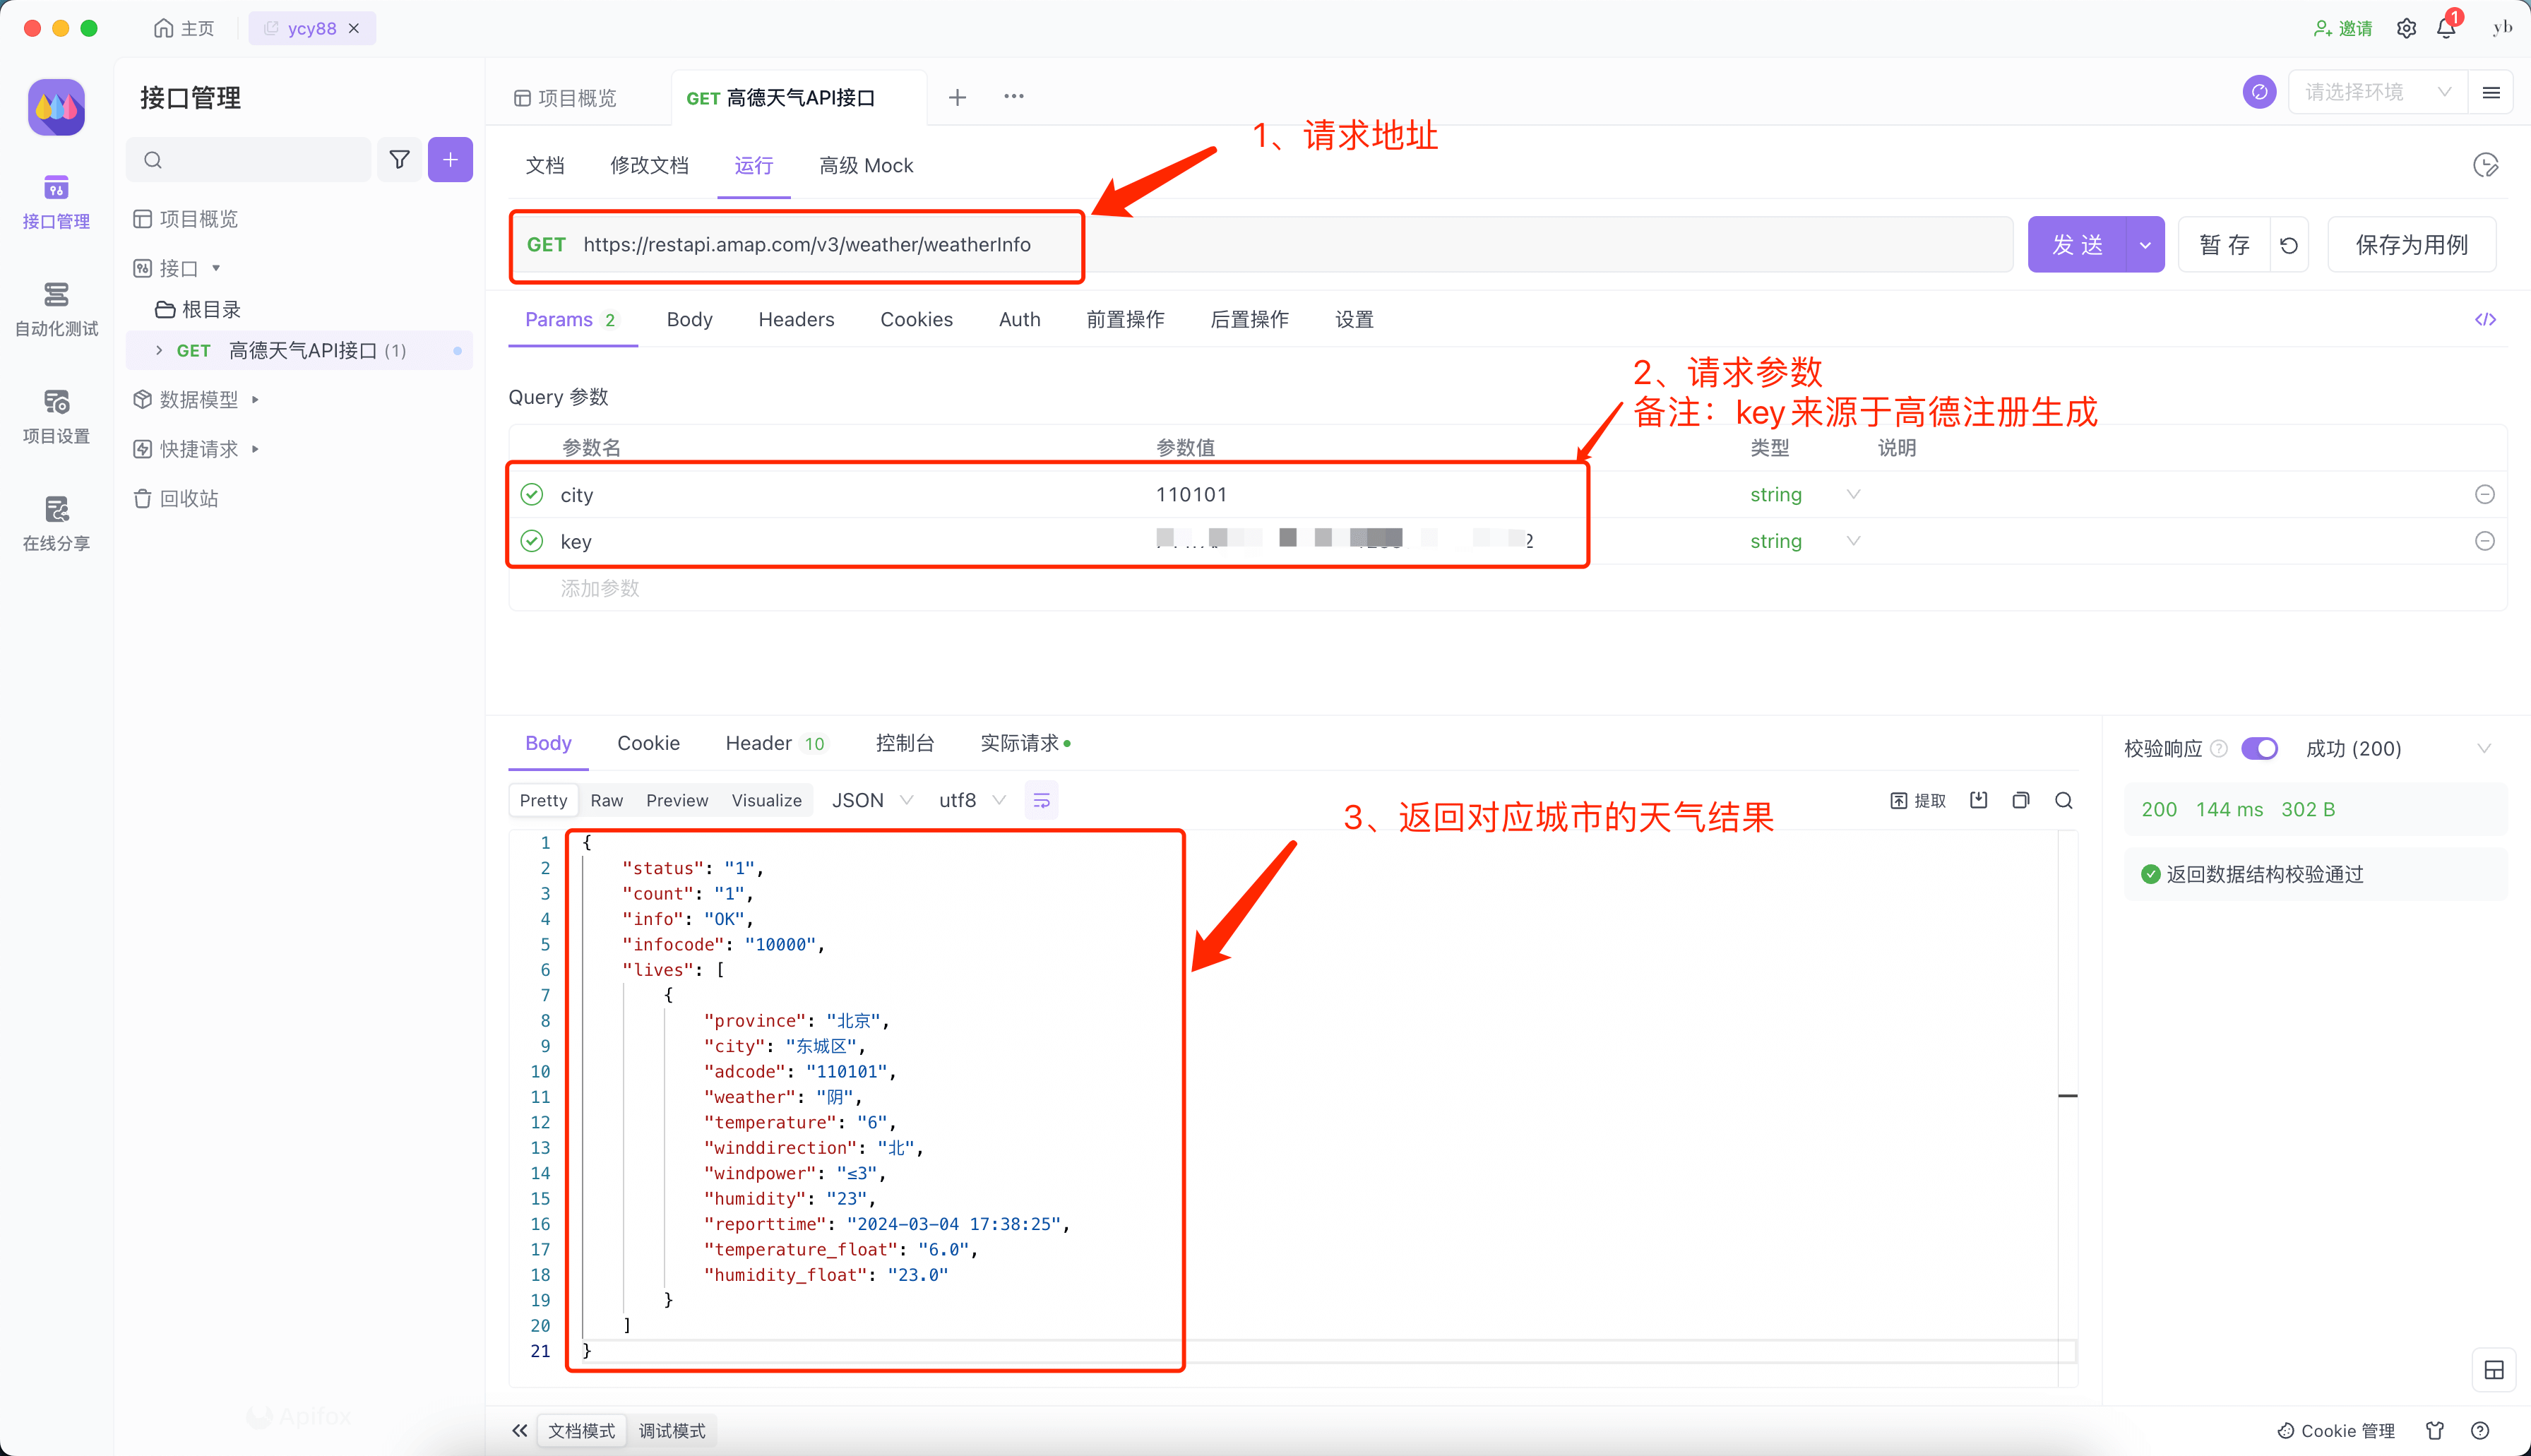 主页
ycy88
邀请
1
yb
接口管理
项目概览
GET 高德天气API接口
请选择环境
1、请求地址
文档
修改文档
运行
高级 Mock
接口管理
自动化测试
项目设置
在线分享
项目概览
接口
根目录
GET 高德天气API接口 (1)
数据模型
快捷请求
回收站
Apifox
GET https://restapi.amap.com/v3/weather/weatherInfo
发 送
暂 存
保存为用例
Params 2
Body
Headers
Cookies
Auth
前置操作
后置操作
设置
</>
2、请求参数
备注：key来源于高德注册生成
Query 参数
参数名
参数值
类型
说明
city
110101
string
key
2
string
添加参数
Body
Cookie
Header 10
控制台
实际请求
校验响应
成功 (200)
Pretty
Raw
Preview
Visualize
JSON
utf8
提取
200 144 ms 302 B
返回数据结构校验通过
3、返回对应城市的天气结果
1 {
2 "status": "1",
3 "count": "1",
4 "info": "OK",
5 "infocode": "10000",
6 "lives": [
7 {
8 "province": "北京",
9 "city": "东城区",
10 "adcode": "110101",
11 "weather": "阴",
12 "temperature": "6",
13 "winddirection": "北",
14 "windpower": "≤3",
15 "humidity": "23",
16 "reporttime": "2024-03-04 17:38:25",
17 "temperature_float": "6.0",
18 "humidity_float": "23.0"
19 }
20 ]
21 }
文档模式
调试模式
Cookie 管理